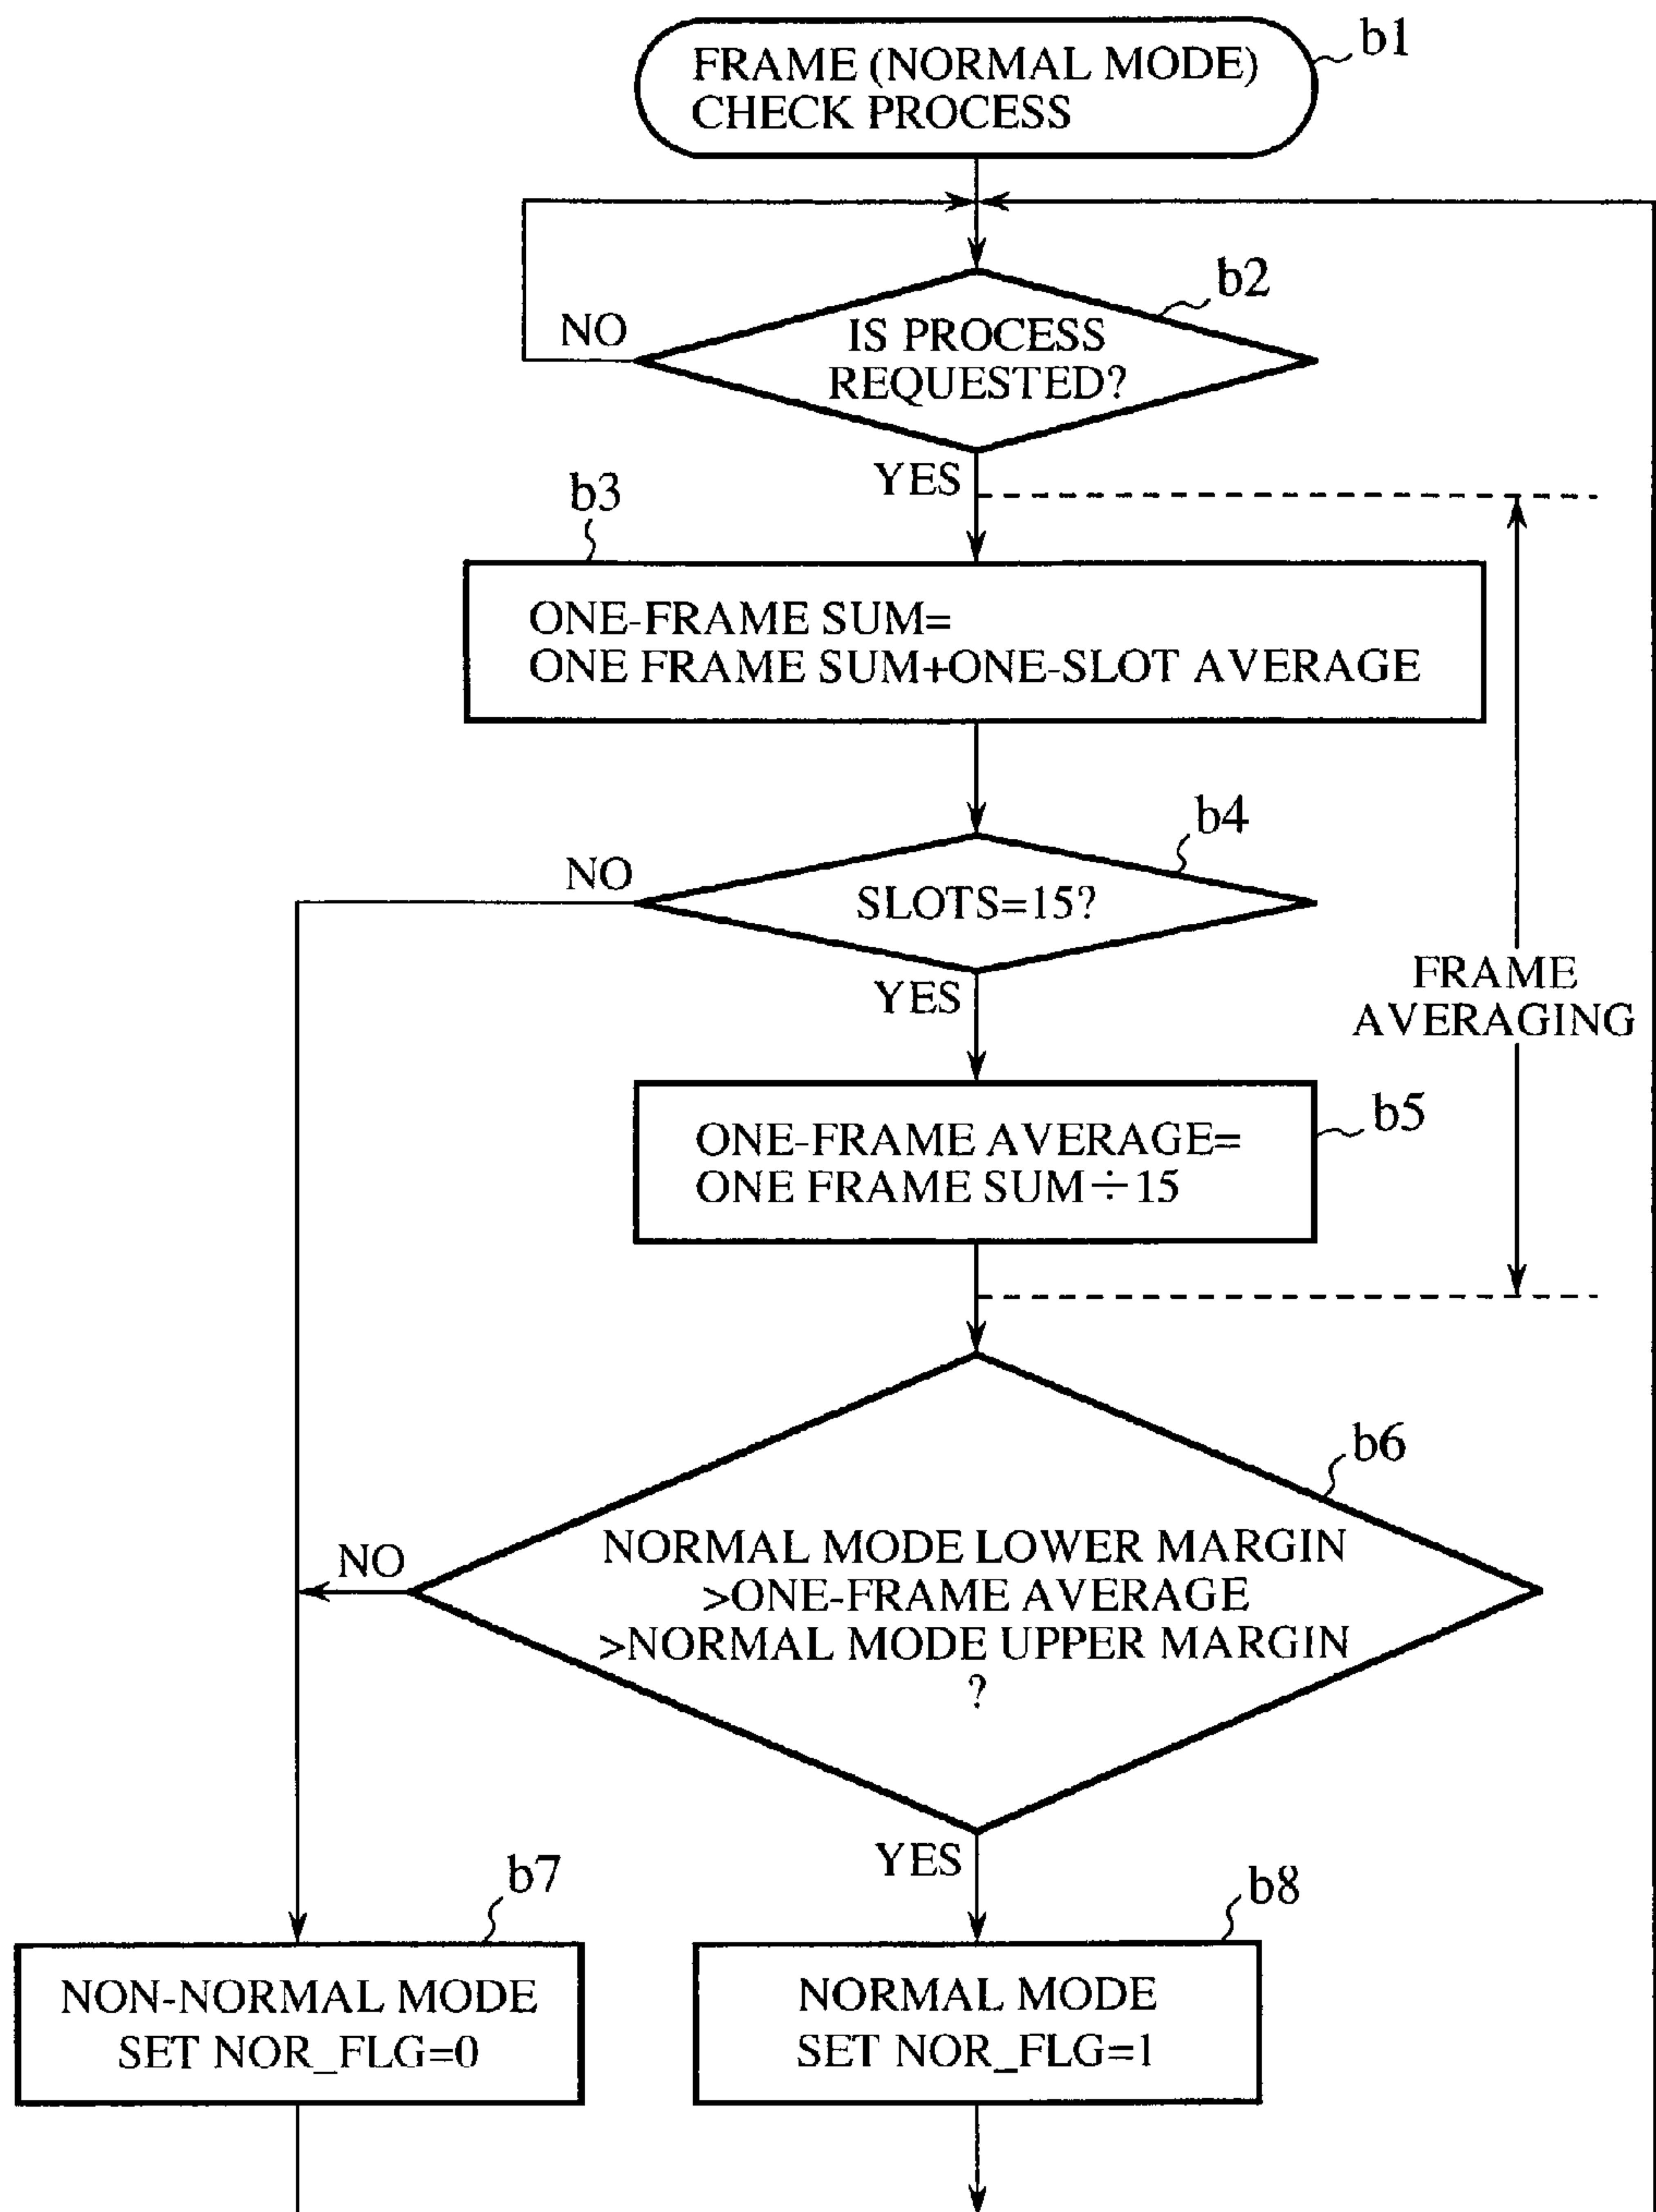 b1
FRAME (NORMAL MODE)
CHECK PROCESS
b2
NO
IS PROCESS
REQUESTED?
YES
b3
ONE-FRAME SUM=
ONE FRAME SUM+ONE-SLOT AVERAGE
b4
NO
SLOTS=15?
YES
FRAME
AVERAGING
b5
ONE-FRAME AVERAGE=
ONE FRAME SUM÷15
b6
NO
NORMAL MODE LOWER MARGIN
>ONE-FRAME AVERAGE
>NORMAL MODE UPPER MARGIN
?
YES
b7
b8
NON-NORMAL MODE
SET NOR_FLG=0
NORMAL MODE
SET NOR_FLG=1